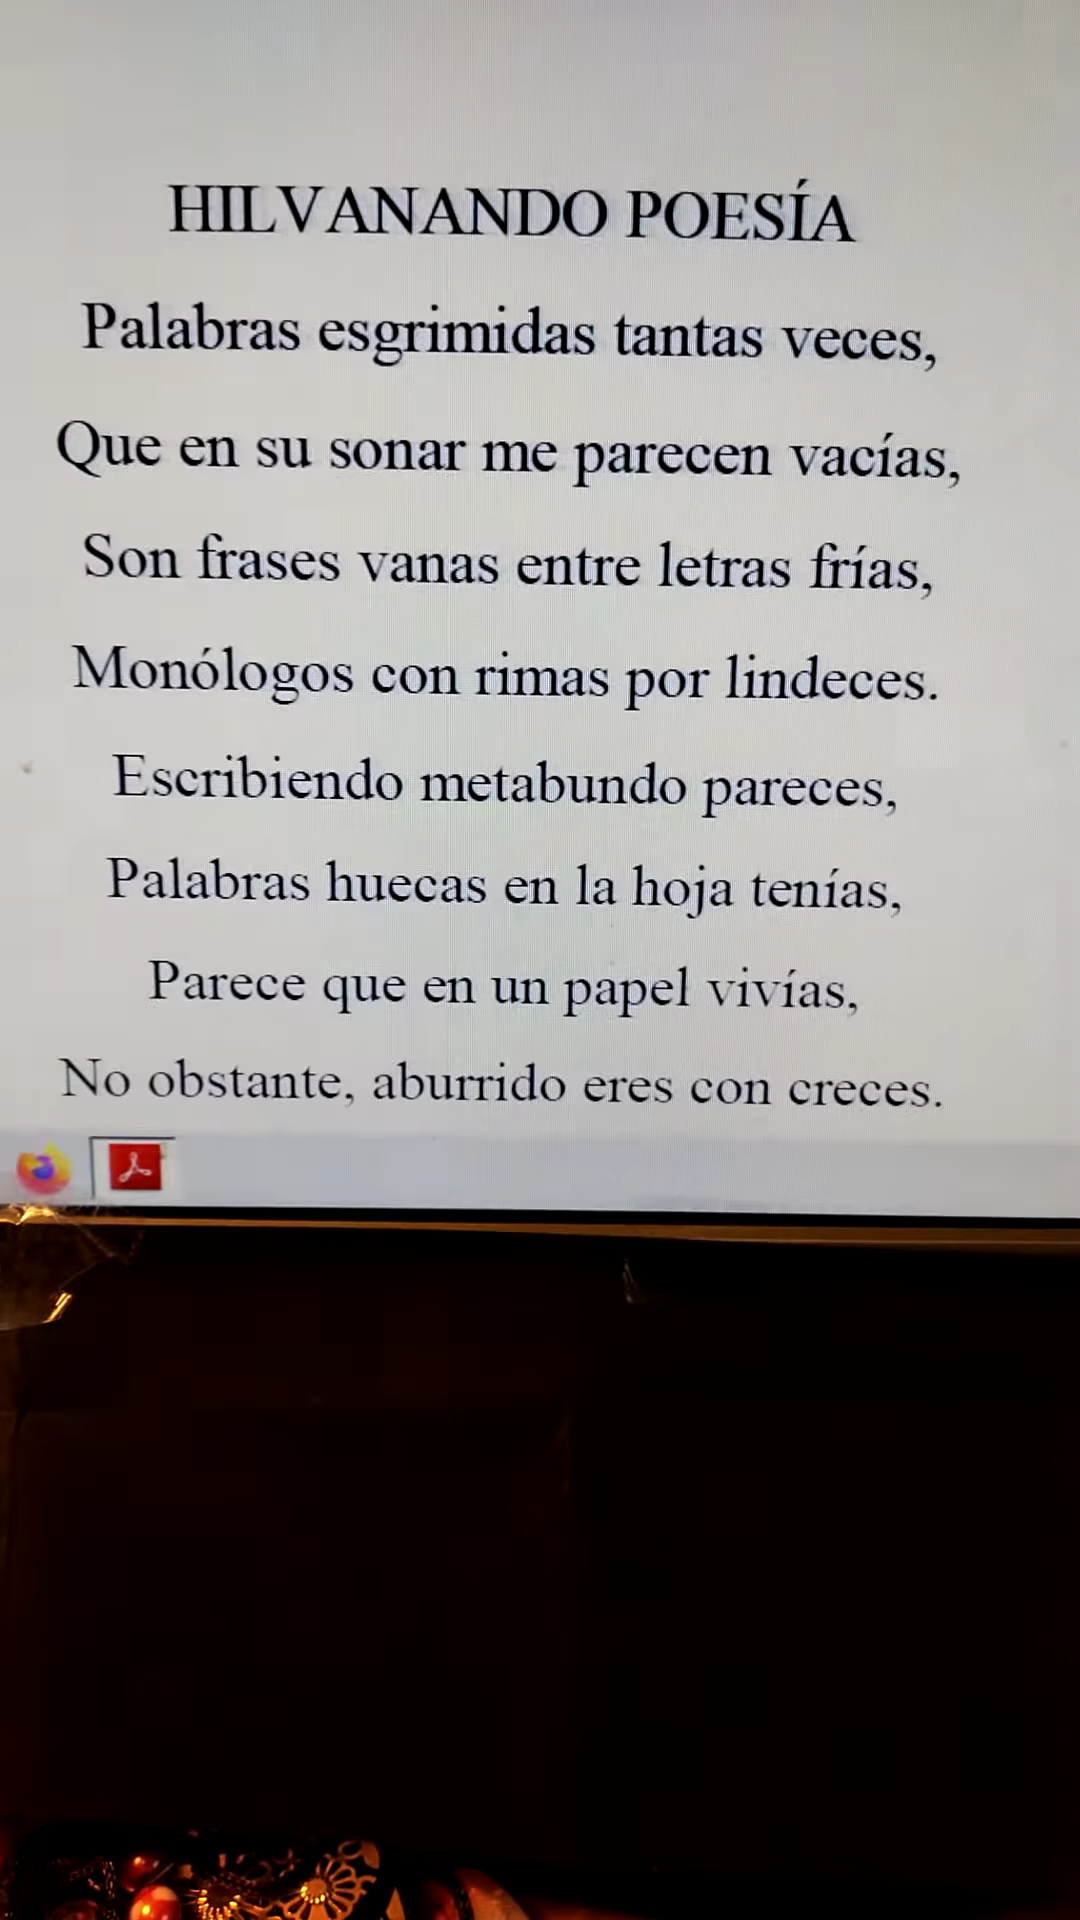 HILVANANDO POESÍA
Palabras esgrimidas tantas veces,
Que en su sonar me parecen vacías,
Son frases vanas entre letras frías,
Monólogos con rimas por lindeces.
Escribiendo metabundo pareces,
Palabras huecas en la hoja tenías,
Parece que en un papel vivías,
No obstante, aburrido eres con creces.